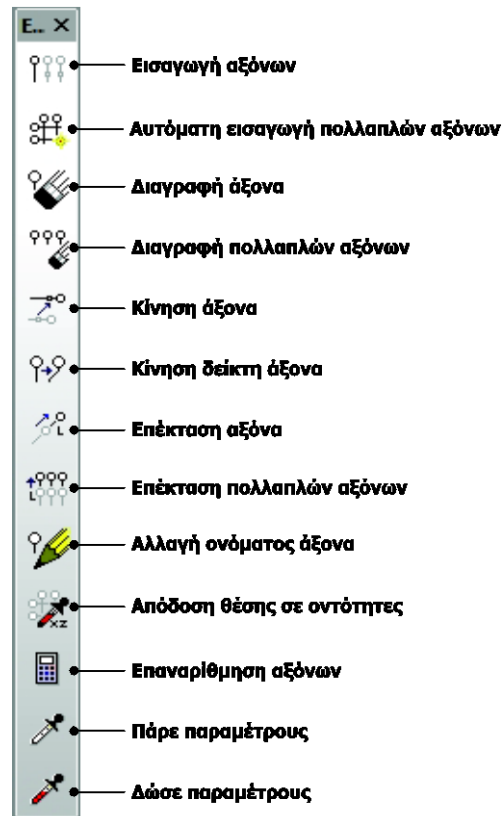 Ε... ×
Εισαγωγή αξόνων
Αυτόματη εισαγωγή πολλαπλών αξόνων
Διαγραφή άξονα
Διαγραφή πολλαπλών αξόνων
Κίνηση άξονα
Κίνηση δείκτη άξονα
Επέκταση αξόνα
Επέκταση πολλαπλών αξόνων
Αλλαγή ονόματος άξονα
Απόδοση θέσης σε οντότητες
Επαναρίθμηση αξόνων
Πάρε παραμέτρους
Δώσε παραμέτρους